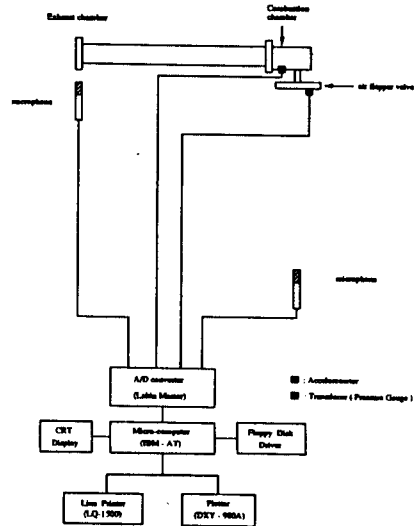 Exhaust chamber
Combustion
chamber
air flapper valve
microphone
microphone
A/D converter
(Labtia Master)
: Accelerometer
: Transducer ( Pressure Gauge )
CRT
Display
Micro-computer
(IBM - AT)
Floppy Disk
Driver
Line Printer
(LQ-1500)
Plotter
(DXY - 980A)